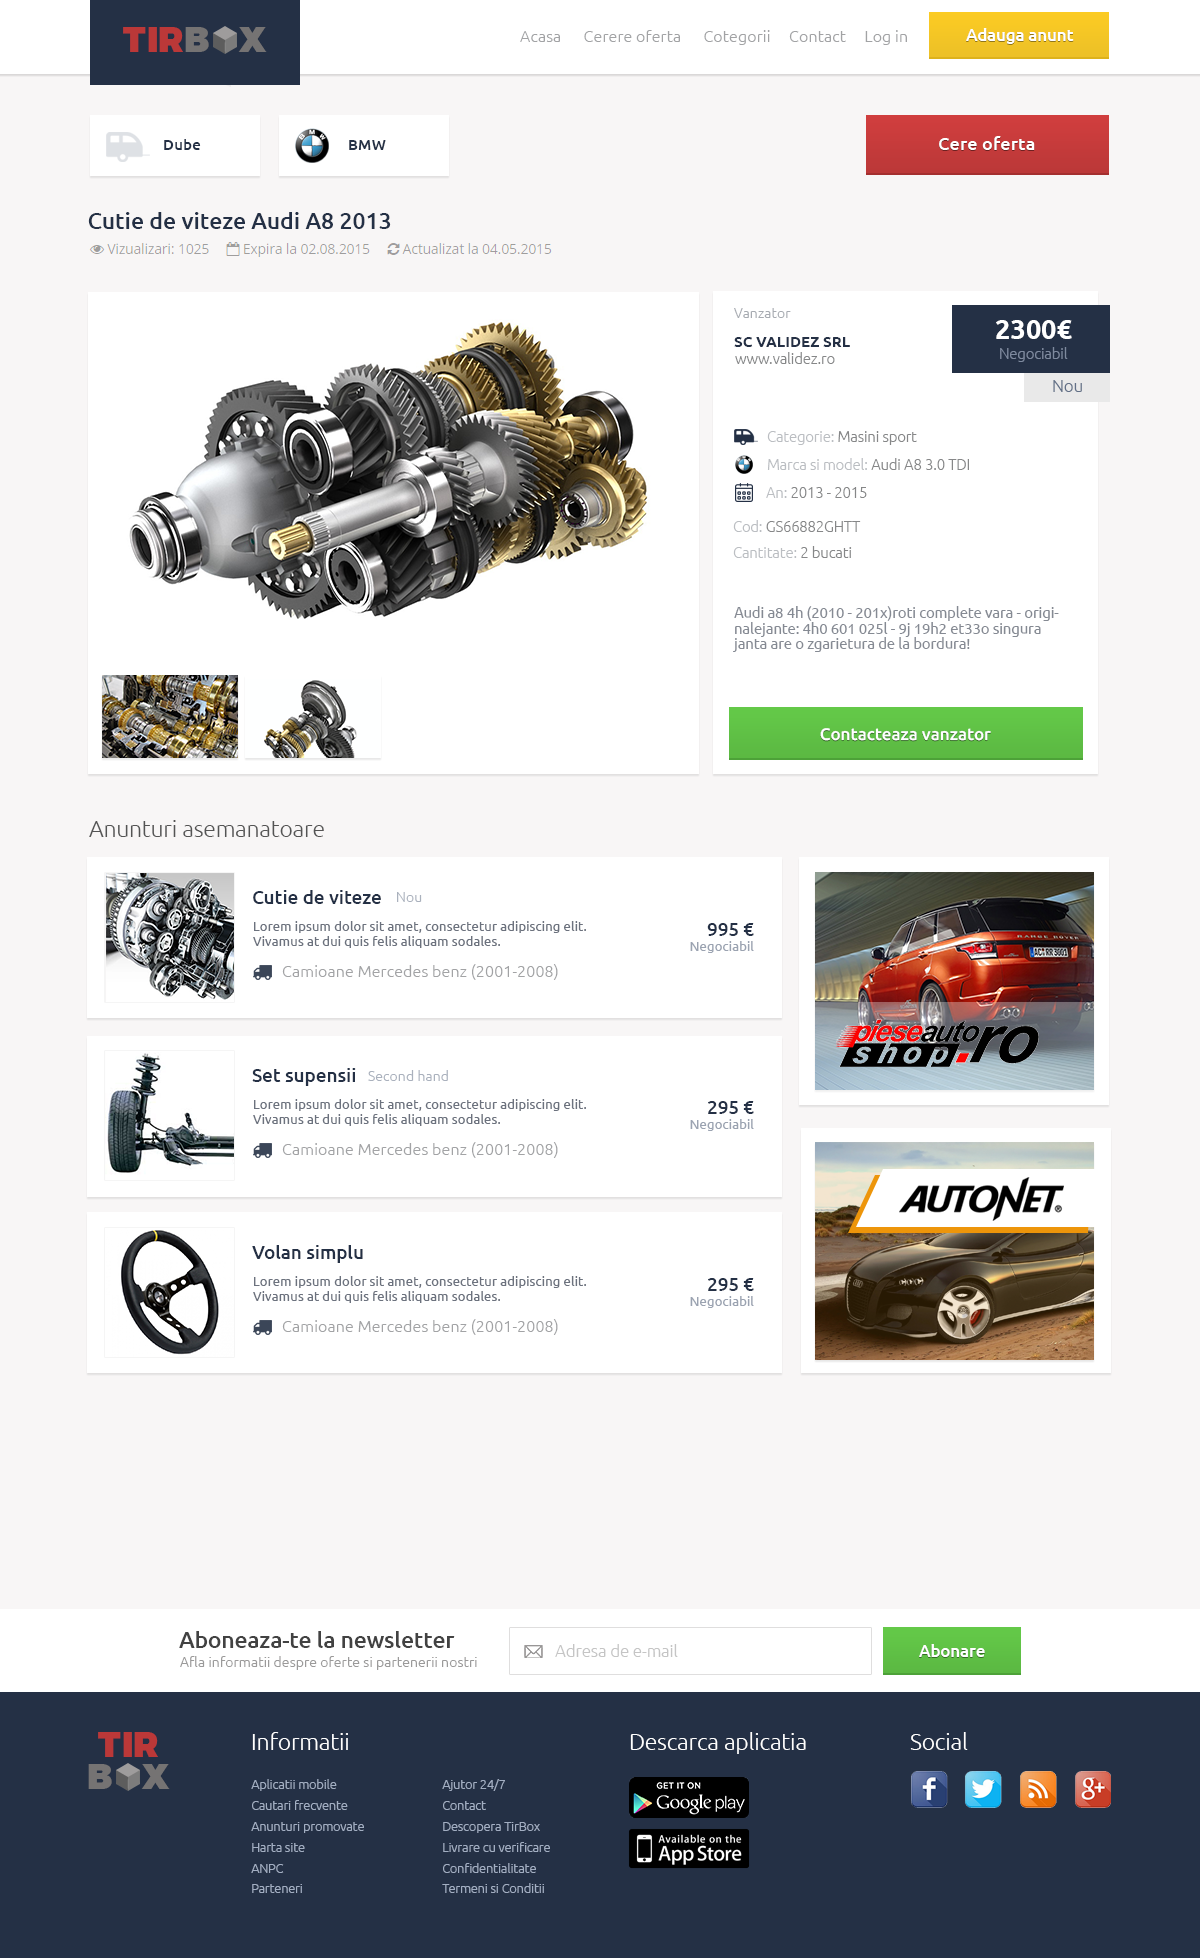 TIRBOX
Acasa
Cerere oferta
Cotegorii
Contact
Log in
Adauga anunt
Dube
BMW
Cere oferta
Cutie de viteze Audi A8 2013
Vizualizari: 1025
Expira la 02.08.2015
Actualizat la 04.05.2015
Vanzator
SC VALIDEZ SRL
www.validez.ro
2300€
Negociabil
Nou
Categorie: Masini sport
Marca si model: Audi A8 3.0 TDI
An: 2013 - 2015
Cod: GS66882GHTT
Cantitate: 2 bucati
Audi a8 4h (2010 - 201x)roti complete vara - origi-
nalejante: 4h0 601 025l - 9j 19h2 et33o singura
janta are o zgarietura de la bordura!
Contacteaza vanzator
Anunturi asemanatoare
Cutie de viteze Nou
Lorem ipsum dolor sit amet, consectetur adipiscing elit.
Vivamus at dui quis felis aliquam sodales.
Camioane Mercedes benz (2001-2008)
995 €
Negociabil
Set supensii Second hand
Lorem ipsum dolor sit amet, consectetur adipiscing elit.
Vivamus at dui quis felis aliquam sodales.
Camioane Mercedes benz (2001-2008)
295 €
Negociabil
Volan simplu
Lorem ipsum dolor sit amet, consectetur adipiscing elit.
Vivamus at dui quis felis aliquam sodales.
Camioane Mercedes benz (2001-2008)
295 €
Negociabil
RANGE ROVER
pieseauto
shop.ro
AUTONET®
Aboneaza-te la newsletter
Afla informatii despre oferte si partenerii nostri
Adresa de e-mail
Abonare
TIR
BOX
Informatii
Aplicatii mobile
Cautari frecvente
Anunturi promovate
Harta site
ANPC
Parteneri
Ajutor 24/7
Contact
Descopera TirBox
Livrare cu verificare
Confidentialitate
Termeni si Conditii
Descarca aplicatia
GET IT ON
Google play
Available on the
App Store
Social